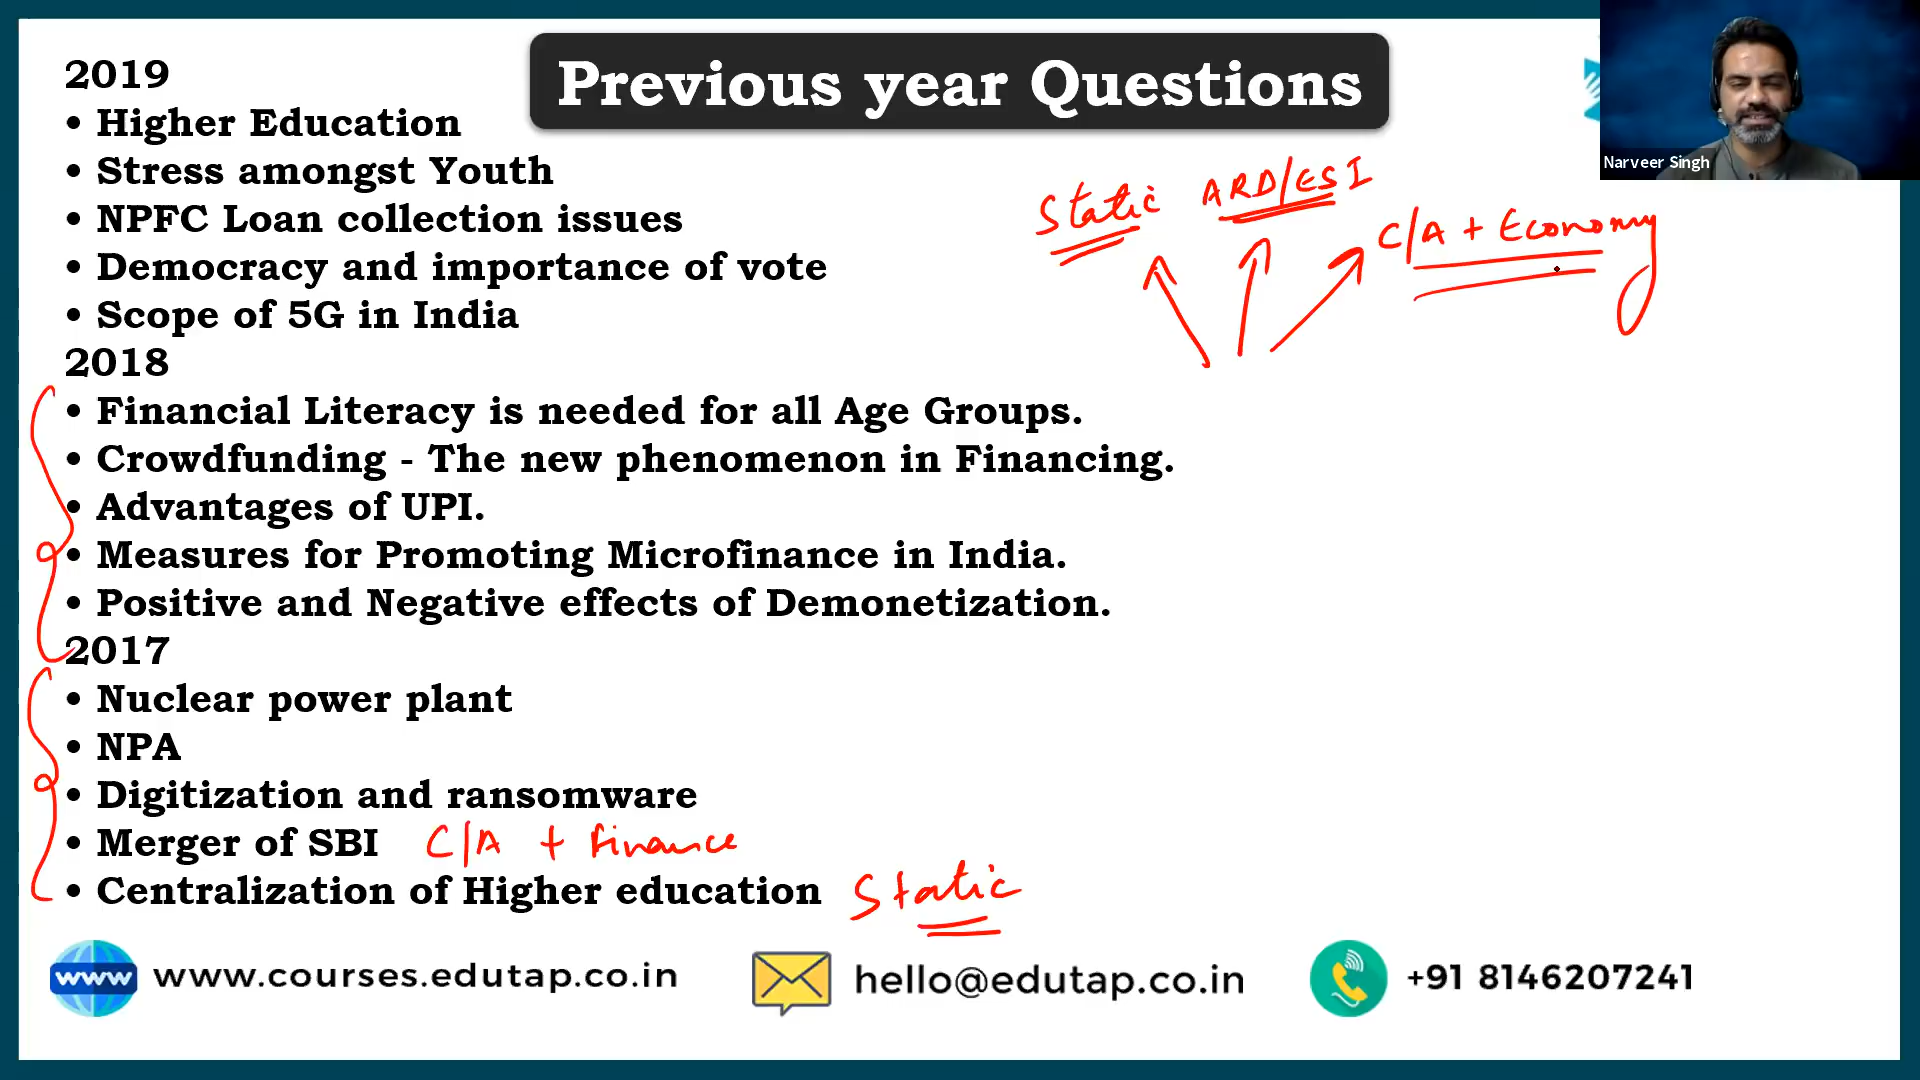 Previous year Questions
2019
• Higher Education
• Stress amongst Youth
• NPFC Loan collection issues
• Democracy and importance of vote
• Scope of 5G in India
2018
• Financial Literacy is needed for all Age Groups.
• Crowdfunding - The new phenomenon in Financing.
• Advantages of UPI.
• Measures for Promoting Microfinance in India.
• Positive and Negative effects of Demonetization.
2017
• Nuclear power plant
• NPA
• Digitization and ransomware
• Merger of SBI C/A + Finance
• Centralization of Higher education Static
Static ARD/ESI
C/A + Economy
Narveer Singh
www www.courses.edutap.co.in hello@edutap.co.in +91 8146207241